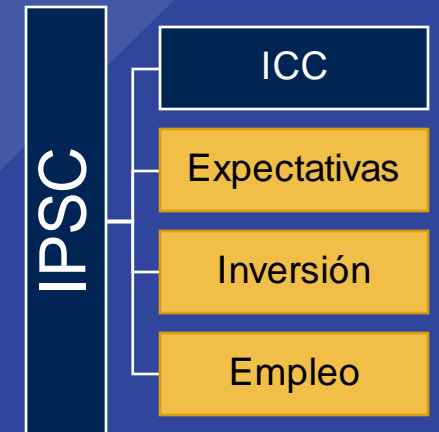 IPSC
ICC
Expectativas
Inversión
Empleo